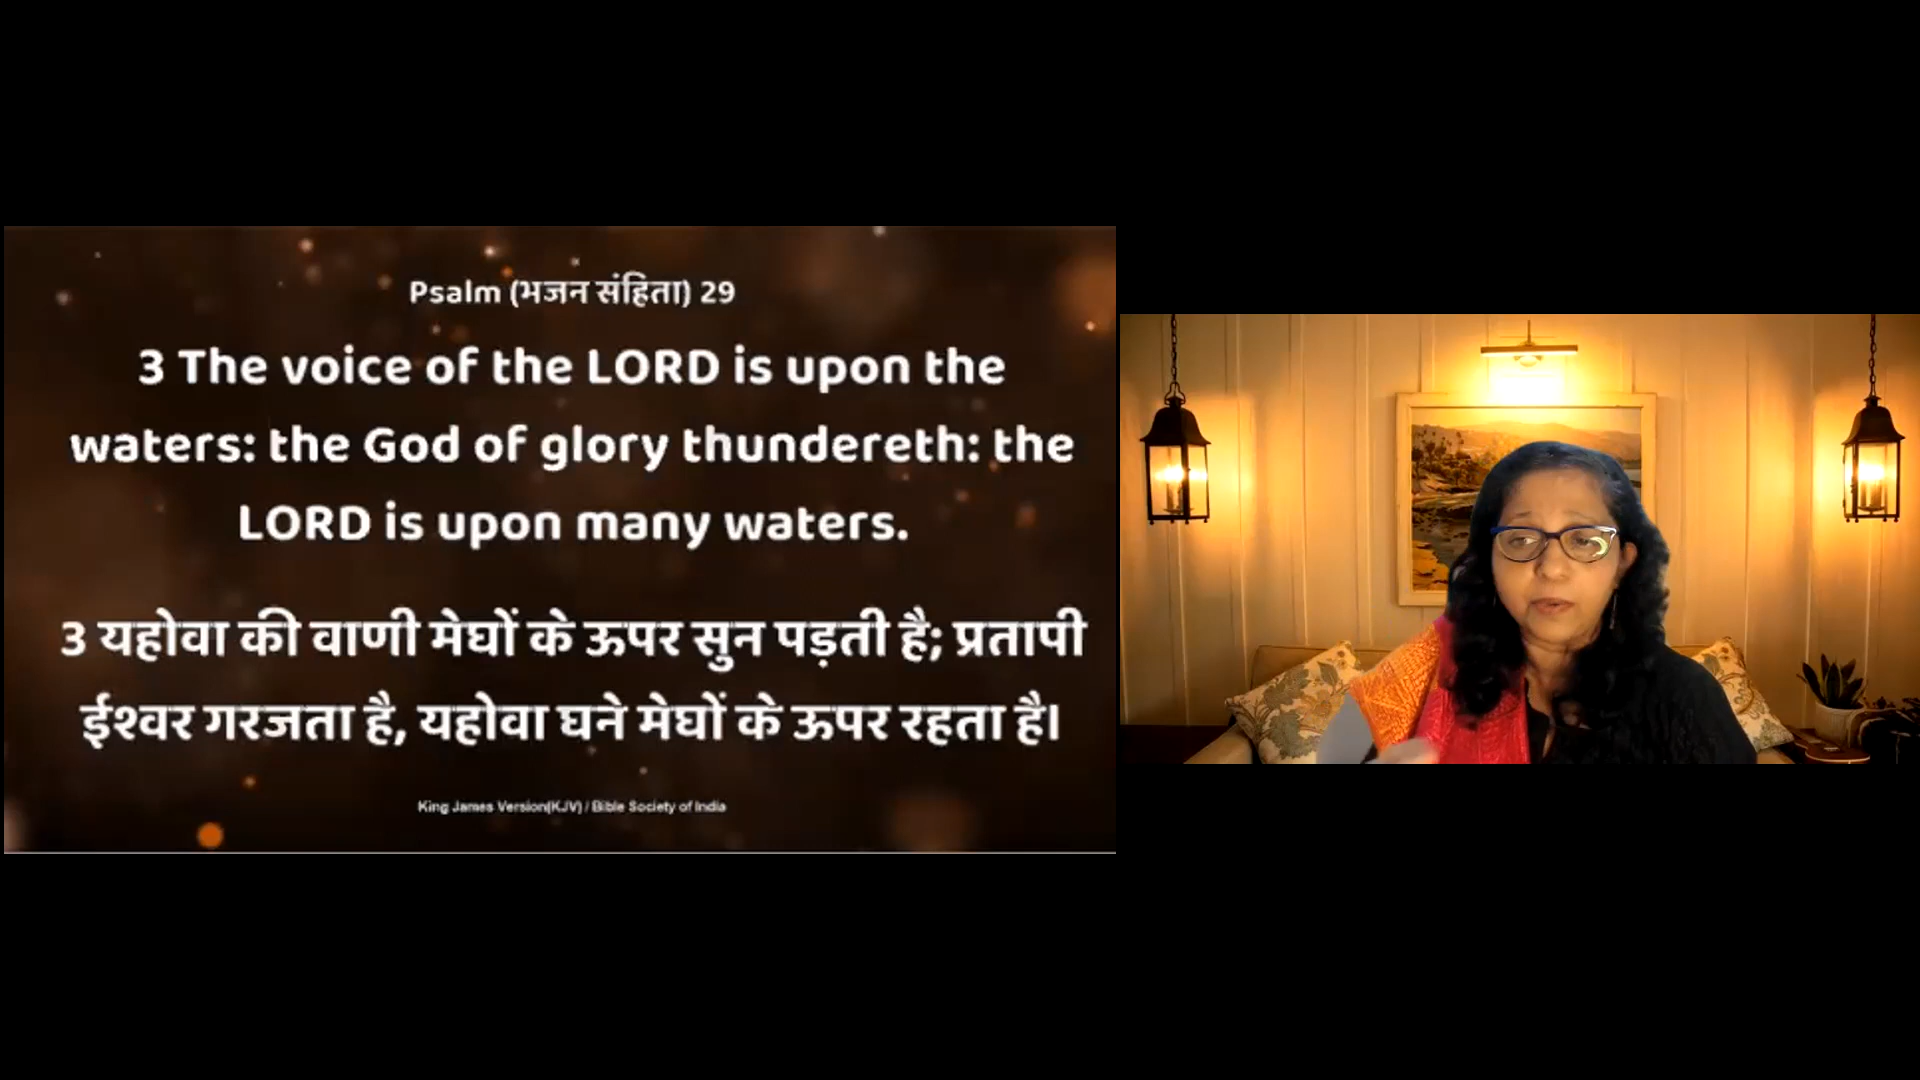 Psalm (भजन संहिता) 29
3 The voice of the LORD is upon the
waters: the God of glory thundereth: the
LORD is upon many waters.
3 यहोवा की वाणी मेघों के ऊपर सुन पड़ती है; प्रतापी
ईश्वर गरजता है, यहोवा घने मेघों के ऊपर रहता है।
King James Version(KJV) / Bible Society of India